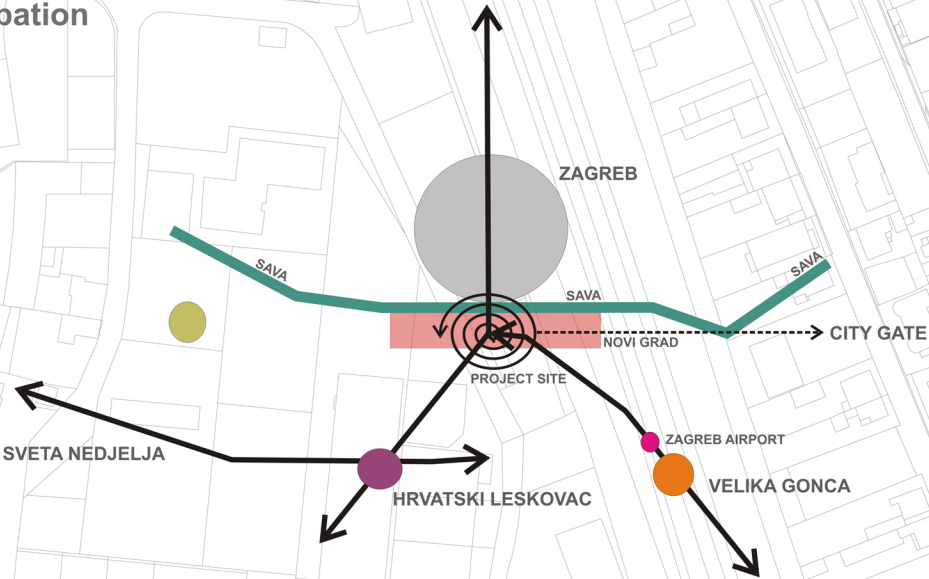 pation
ZAGREB
SAVA
SAVA
SAVA
CITY GATE
NOVI GRAD
PROJECT SITE
ZAGREB AIRPORT
SVETA NEDJELJA
VELIKA GONCA
HRVATSKI LESKOVAC